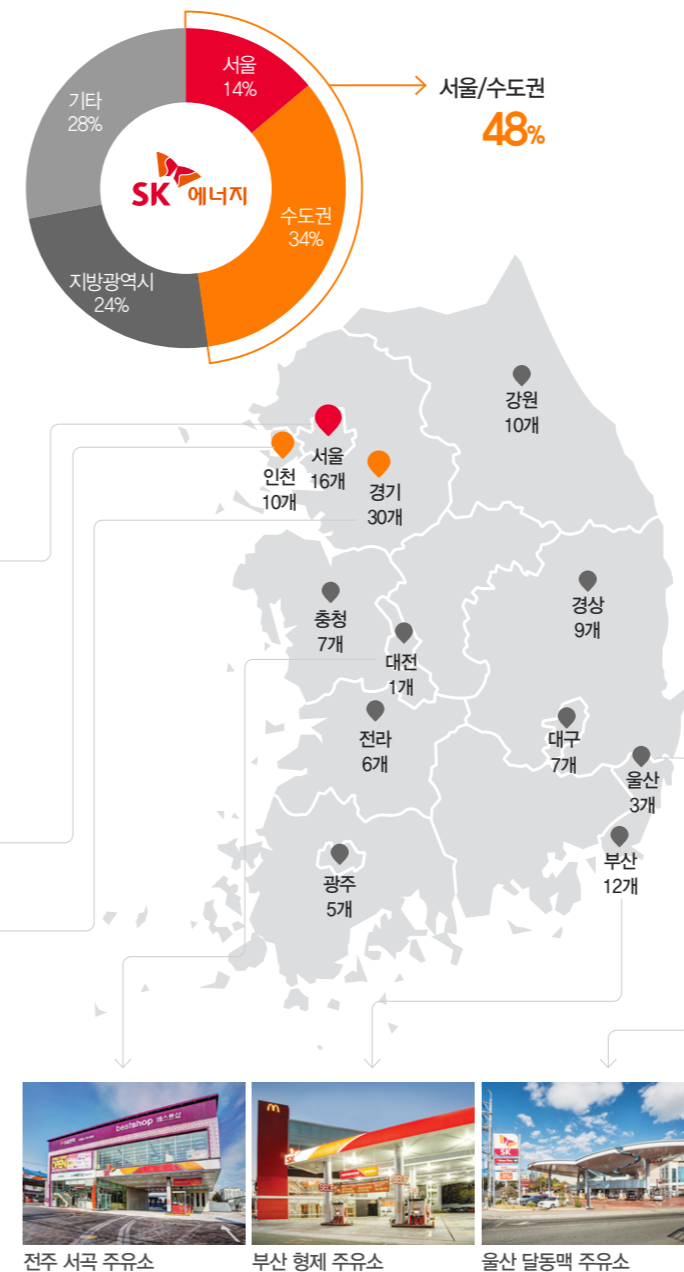 서울
14%
기타
28%
SK 에너지
수도권
34%
지방광역시
24%
서울/수도권
48%
강원
10개
서울
16개
인천
10개
경기
30개
충청
7개
경상
9개
대전
1개
전라
6개
대구
7개
울산
3개
부산
12개
광주
5개
bestshop 베스트샵
SK
전주 서곡 주유소
부산 형제 주유소
울산 달동맥 주유소